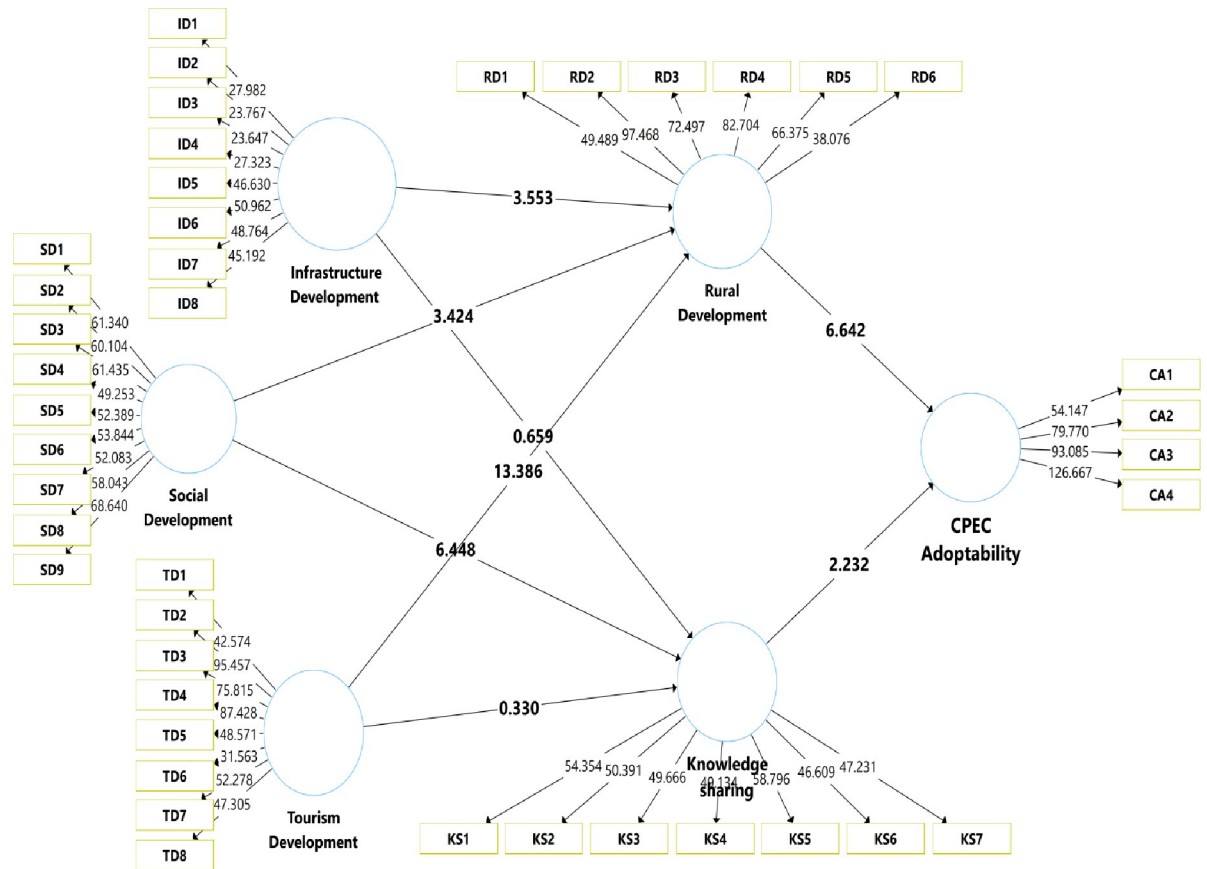 ID1
ID2
ID3
ID4
ID5
ID6
ID7
ID8
27.982
23.767
23.647
27.323
46.630
50.962
48.764
45.192
Infrastructure
Development
RD1
RD2
RD3
RD4
RD5
RD6
49.489
97.468
72.497
82.704
66.375
38.076
Rural
Development
3.553
3.424
0.659
13.386
6.448
0.330
6.642
2.232
SD1
SD2
SD3
SD4
SD5
SD6
SD7
SD8
SD9
61.340
60.104
61.435
49.253
52.389
53.844
52.083
58.043
68.640
Social
Development
CA1
CA2
CA3
CA4
54.147
79.770
93.085
126.667
CPEC
Adoptability
TD1
TD2
TD3
TD4
TD5
TD6
TD7
TD8
42.574
95.457
75.815
87.428
48.571
31.563
52.278
47.305
Tourism
Development
Knowledge
sharing
54.354
50.391
49.666
49.134
58.796
46.609
47.231
KS1
KS2
KS3
KS4
KS5
KS6
KS7